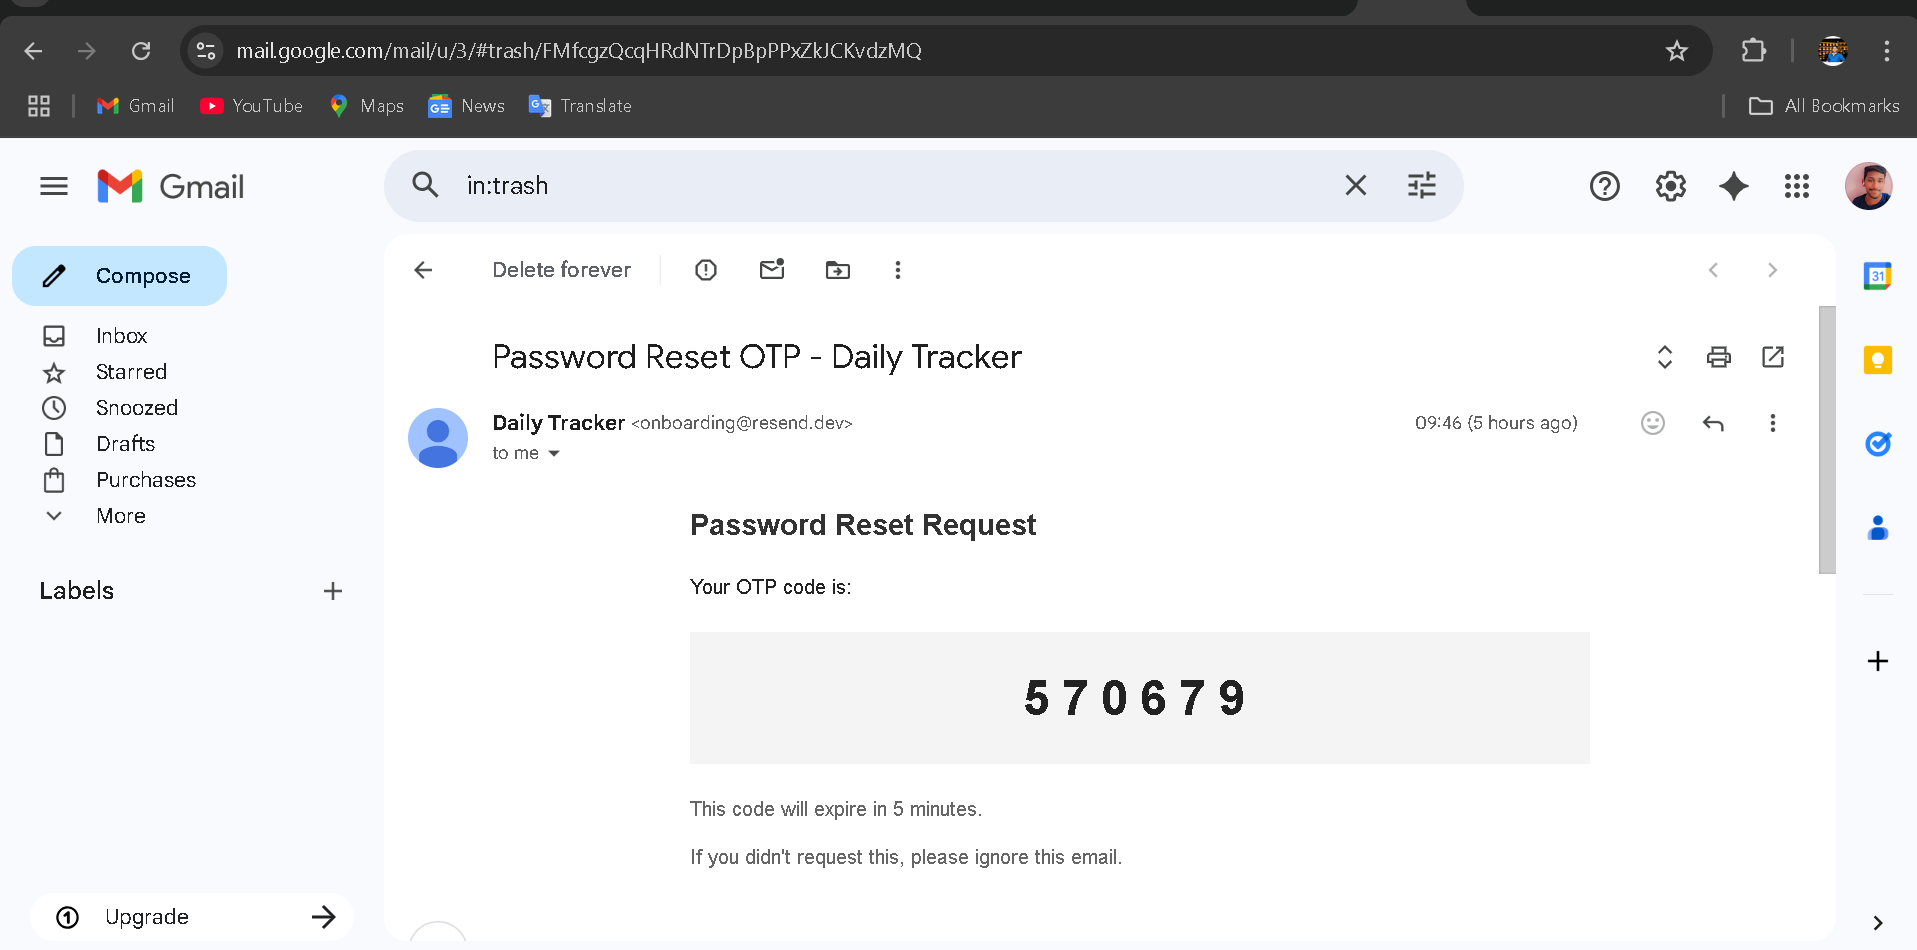 mail.google.com/mail/u/3/#trash/FMfcgzQcqHRdNTrDpBpPPxZkJCKvdzMQ
Gmail YouTube Maps News Translate All Bookmarks
Gmail
in:trash
Compose
Delete forever
31
Inbox
Starred
Snoozed
Drafts
Purchases
More
Labels
Upgrade
Password Reset OTP - Daily Tracker
Daily Tracker <onboarding@resend.dev> 09:46 (5 hours ago)
to me
Password Reset Request
Your OTP code is:
570679
This code will expire in 5 minutes.
If you didn't request this, please ignore this email.